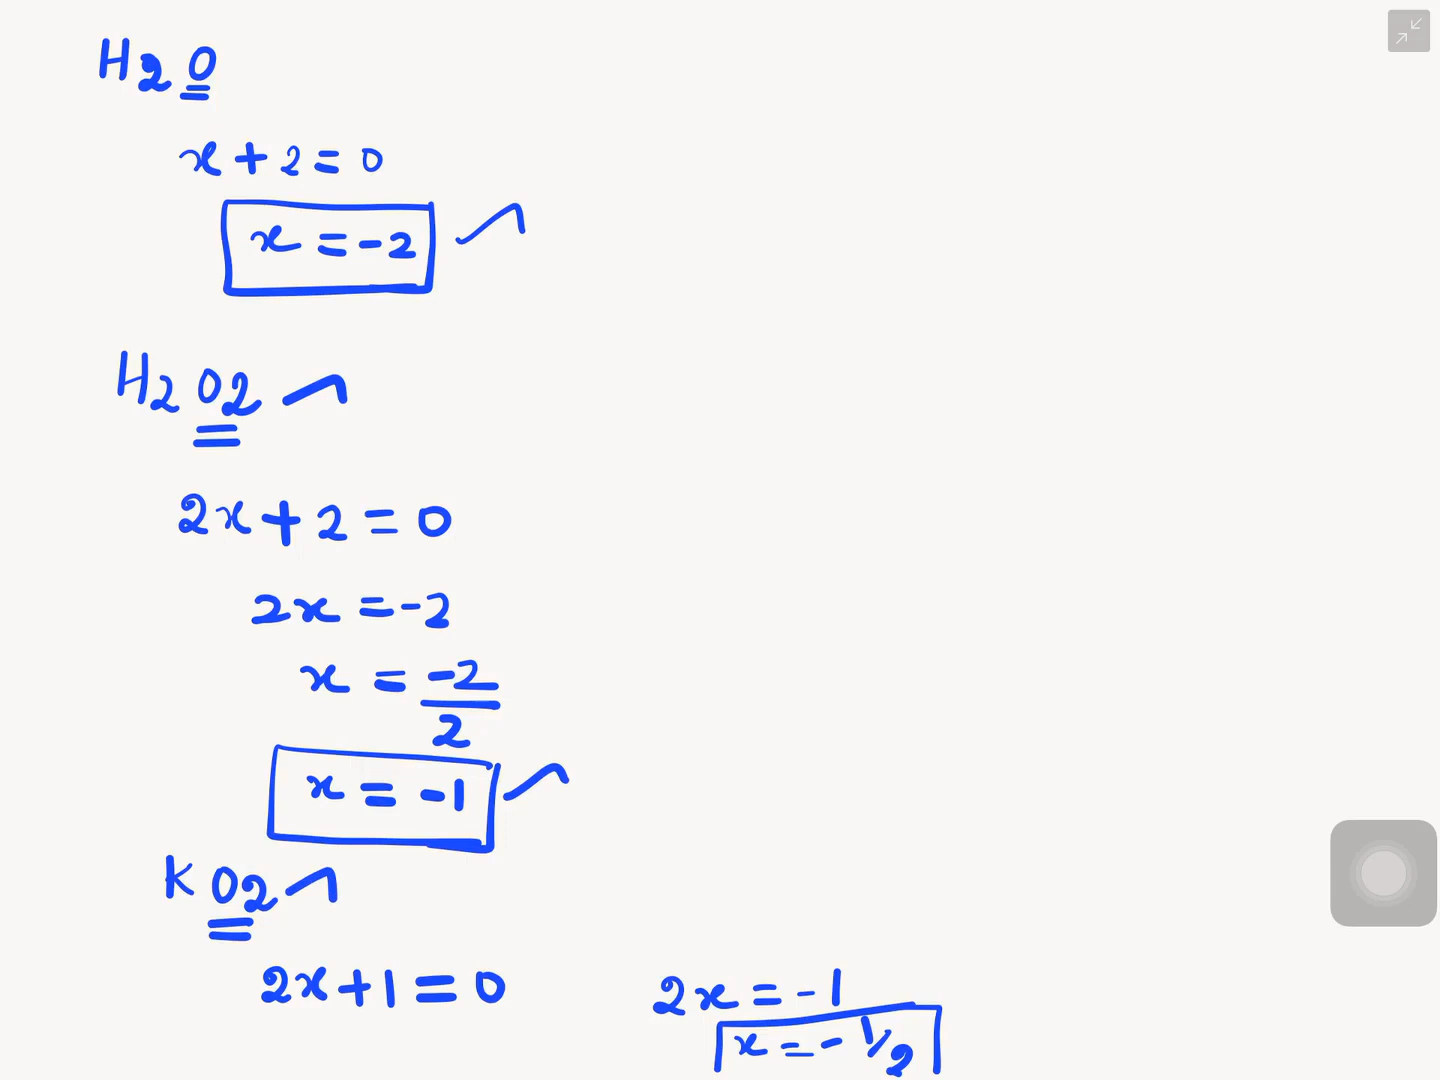 H2O
x + 2 = 0
x = -2
H2O2
2x + 2 = 0
2x = -2
x = -2/2
x = -1
KO2
2x + 1 = 0
2x = -1
x = - 1/2